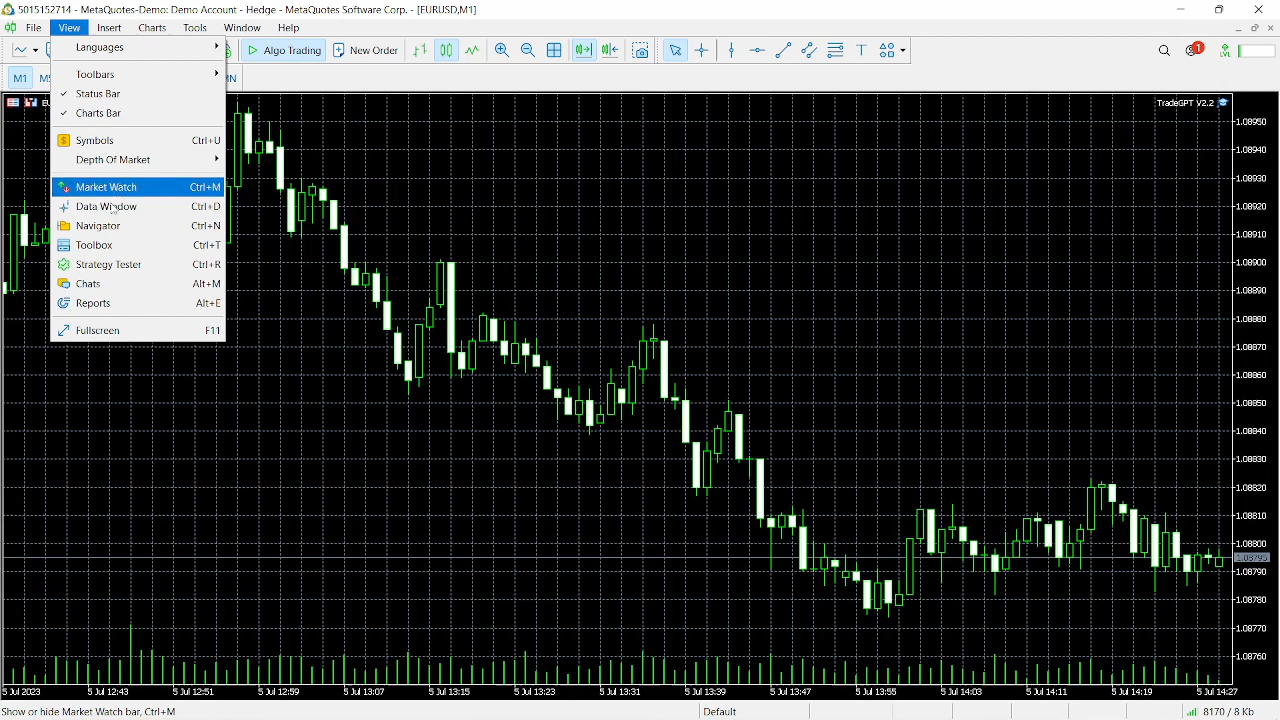 5015152714 - MetaQuotes-Demo: Demo Account - Hedge - MetaQuotes Software Corp. - [EURUSD,M1]
File View Insert Charts Tools Window Help
Algo Trading New Order
1
LVL
M1
MN
Languages
Toolbars
Status Bar
Charts Bar
Symbols Ctrl+U
Depth Of Market
Market Watch Ctrl+M
Data Window Ctrl+D
Navigator Ctrl+N
Toolbox Ctrl+T
Strategy Tester Ctrl+R
Chats Alt+M
Reports Alt+E
Fullscreen F11
TradeGPT V2.2
1.08950
1.08940
1.08930
1.08920
1.08910
1.08900
1.08890
1.08880
1.08870
1.08860
1.08850
1.08840
1.08830
1.08820
1.08810
1.08800
1.08795
1.08790
1.08780
1.08770
1.08760
5 Jul 2023 5 Jul 12:43 5 Jul 12:51 5 Jul 12:59 5 Jul 13:07 5 Jul 13:15 5 Jul 13:23 5 Jul 13:31 5 Jul 13:39 5 Jul 13:47 5 Jul 13:55 5 Jul 14:03 5 Jul 14:11 5 Jul 14:19 5 Jul 14:27
Show or hide Market Watch bar, Ctrl+M Default 8170 / 8 Kb